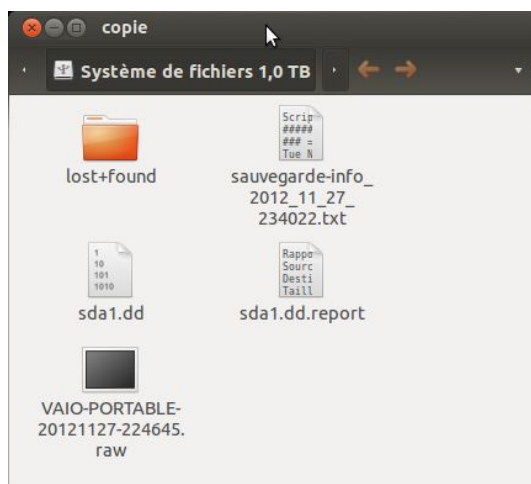 copie
Système de fichiers 1,0 TB
lost+found
Scrip
#####
### =
Tue N
sauvegarde-info_
2012_11_27_
234022.txt
1
10
101
1010
sda1.dd
Rappo
Sourc
Desti
Taill
sda1.dd.report
VAIO-PORTABLE-
20121127-224645.
raw